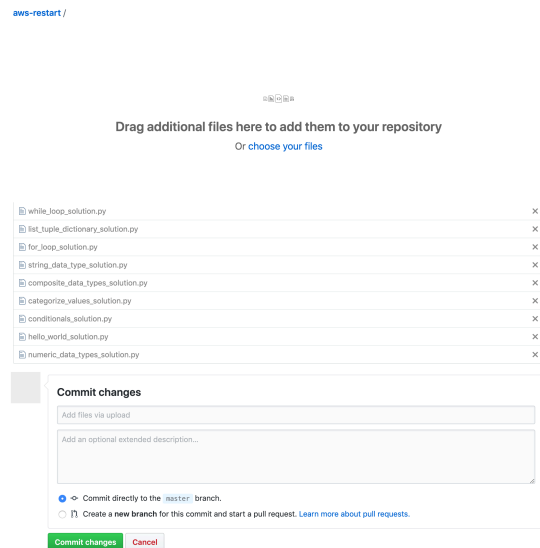 aws-restart /
Drag additional files here to add them to your repository
Or choose your files
while_loop_solution.py
list_tuple_dictionary_solution.py
for_loop_solution.py
string_data_type_solution.py
composite_data_types_solution.py
categorize_values_solution.py
conditionals_solution.py
hello_world_solution.py
numeric_data_types_solution.py
Commit changes
Add files via upload
Add an optional extended description...
Commit directly to the master branch.
Create a new branch for this commit and start a pull request. Learn more about pull requests.
Commit changes Cancel